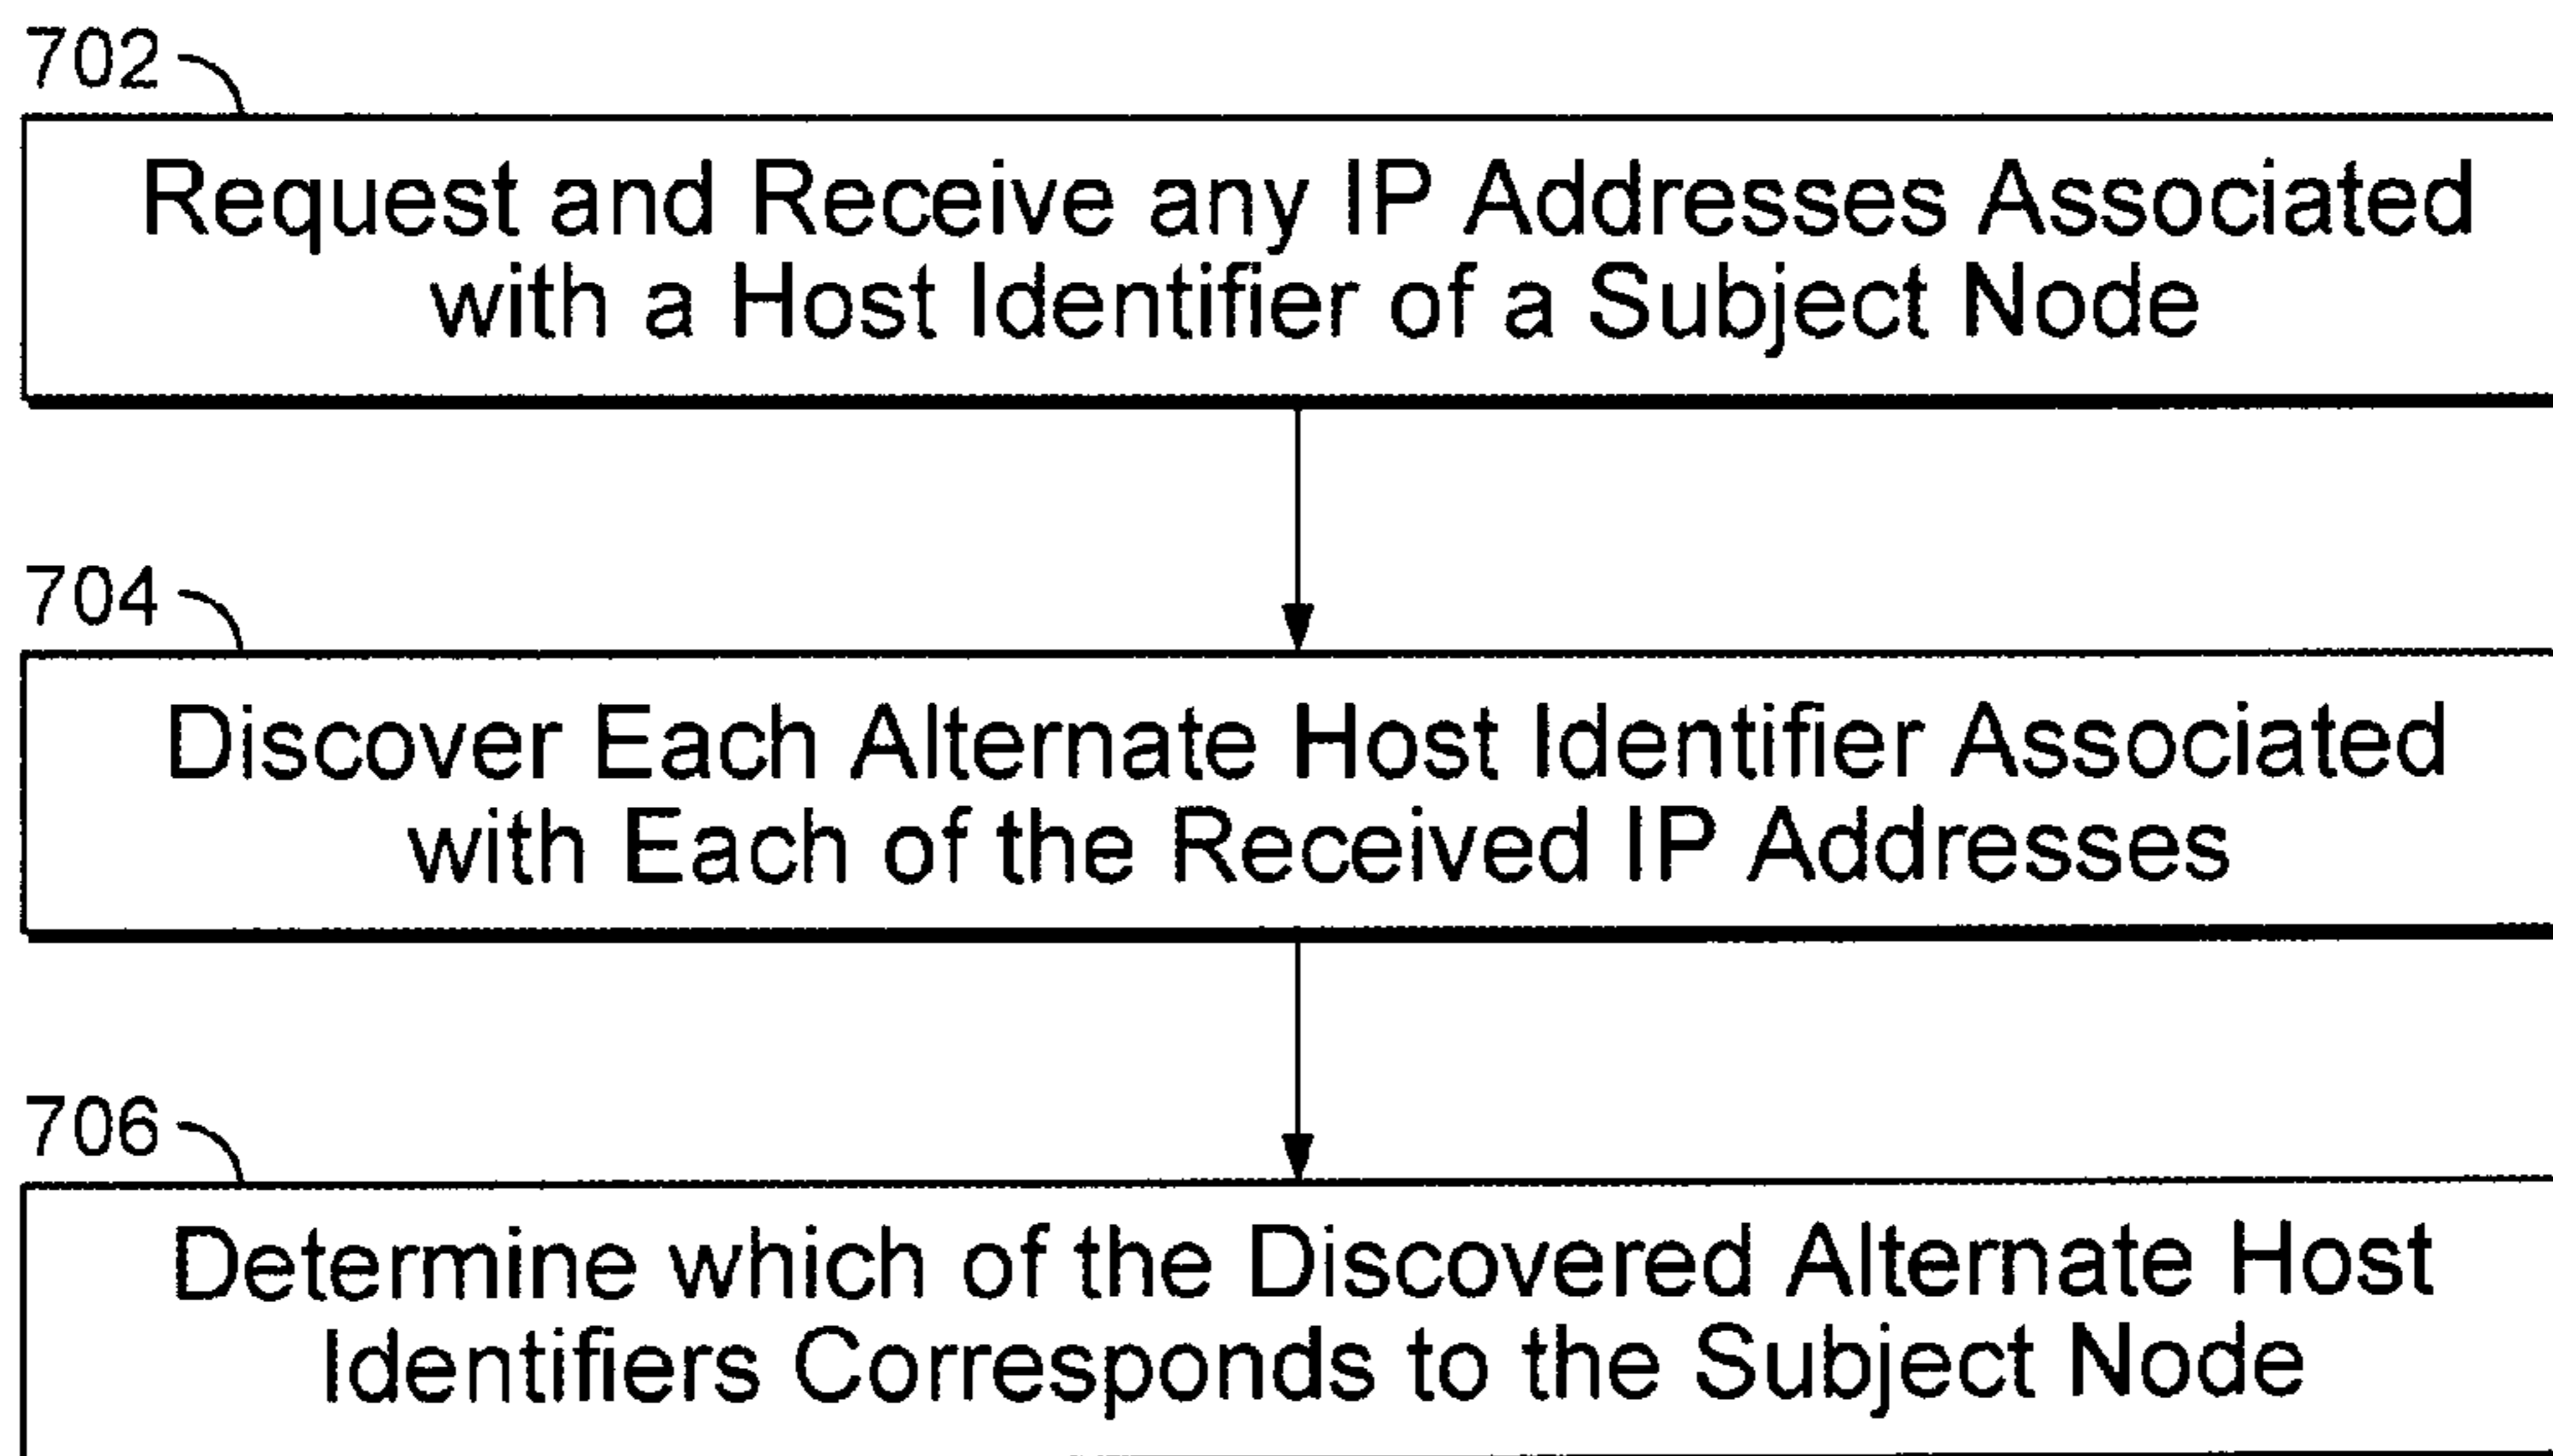 702
Request and Receive any IP Addresses Associated
with a Host Identifier of a Subject Node
704
Discover Each Alternate Host Identifier Associated
with Each of the Received IP Addresses
706
Determine which of the Discovered Alternate Host
Identifiers Corresponds to the Subject Node